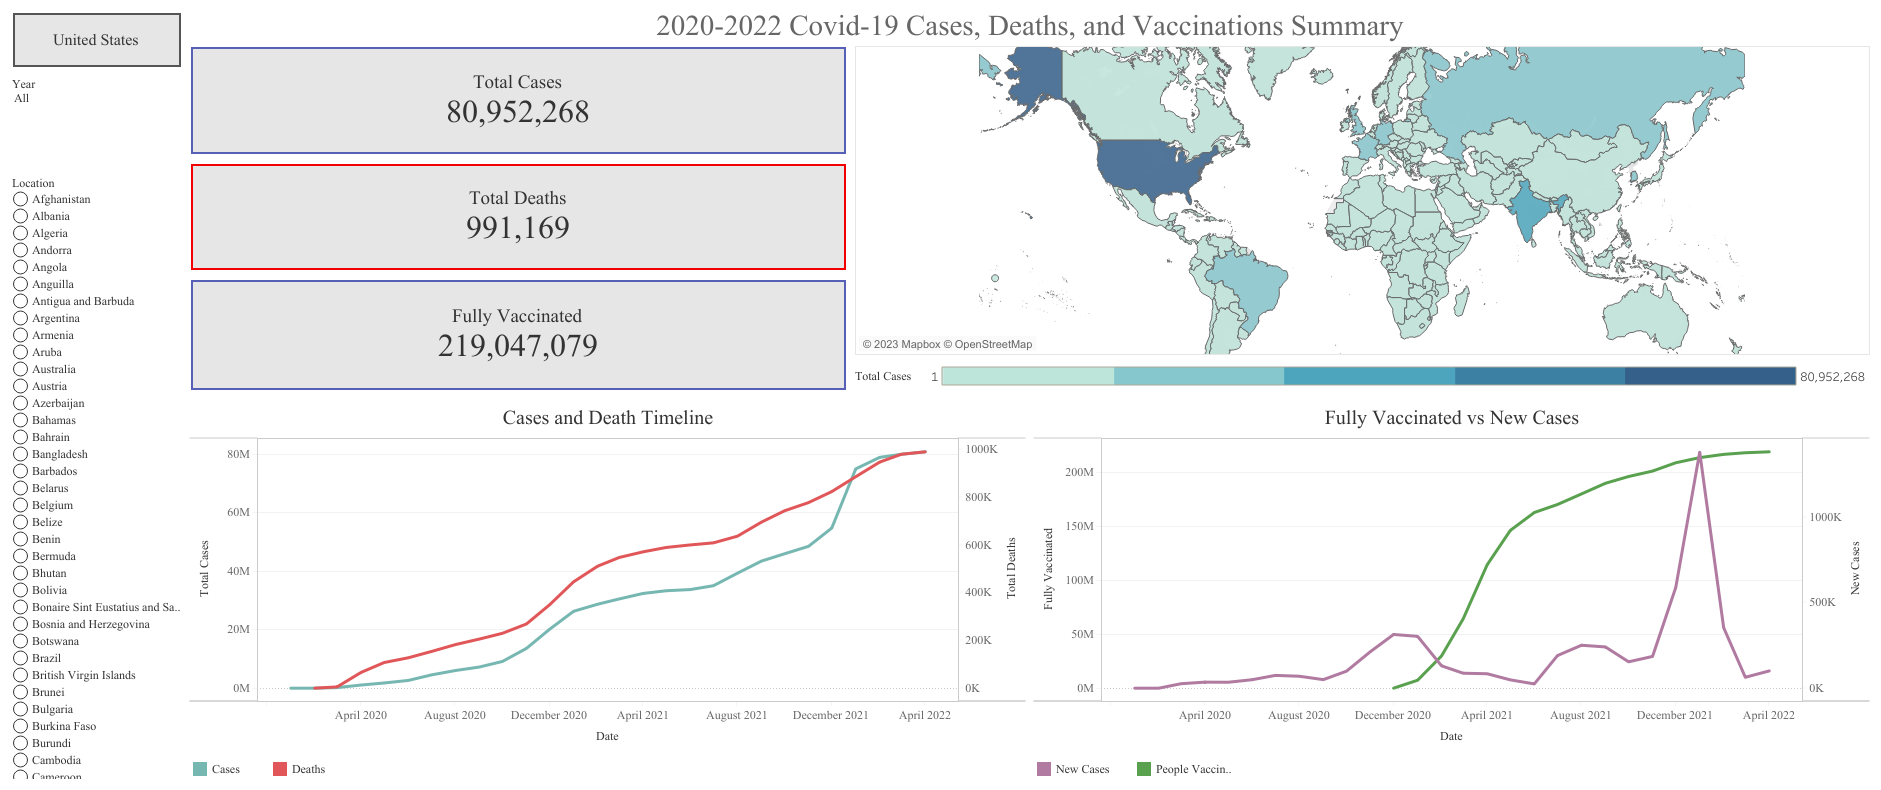 2020-2022 Covid-19 Cases, Deaths, and Vaccinations Summary
United States
Year
All
Location
Afghanistan
Albania
Algeria
Andorra
Angola
Anguilla
Antigua and Barbuda
Argentina
Armenia
Aruba
Australia
Austria
Azerbaijan
Bahamas
Bahrain
Bangladesh
Barbados
Belarus
Belgium
Belize
Benin
Bermuda
Bhutan
Bolivia
Bonaire Sint Eustatius and Sa..
Bosnia and Herzegovina
Botswana
Brazil
British Virgin Islands
Brunei
Bulgaria
Burkina Faso
Burundi
Cambodia
Cameroon
Total Cases
80,952,268
Total Deaths
991,169
Fully Vaccinated
219,047,079
© 2023 Mapbox © OpenStreetMap
Total Cases 1 80,952,268
Cases and Death Timeline
Total Cases
80M
60M
40M
20M
0M
1000K
800K
600K
400K
200K
0K
Total Deaths
April 2020 August 2020 December 2020 April 2021 August 2021 December 2021 April 2022
Date
Cases Deaths
Fully Vaccinated vs New Cases
Fully Vaccinated
200M
150M
100M
50M
0M
1000K
500K
0K
New Cases
April 2020 August 2020 December 2020 April 2021 August 2021 December 2021 April 2022
Date
New Cases People Vaccin..